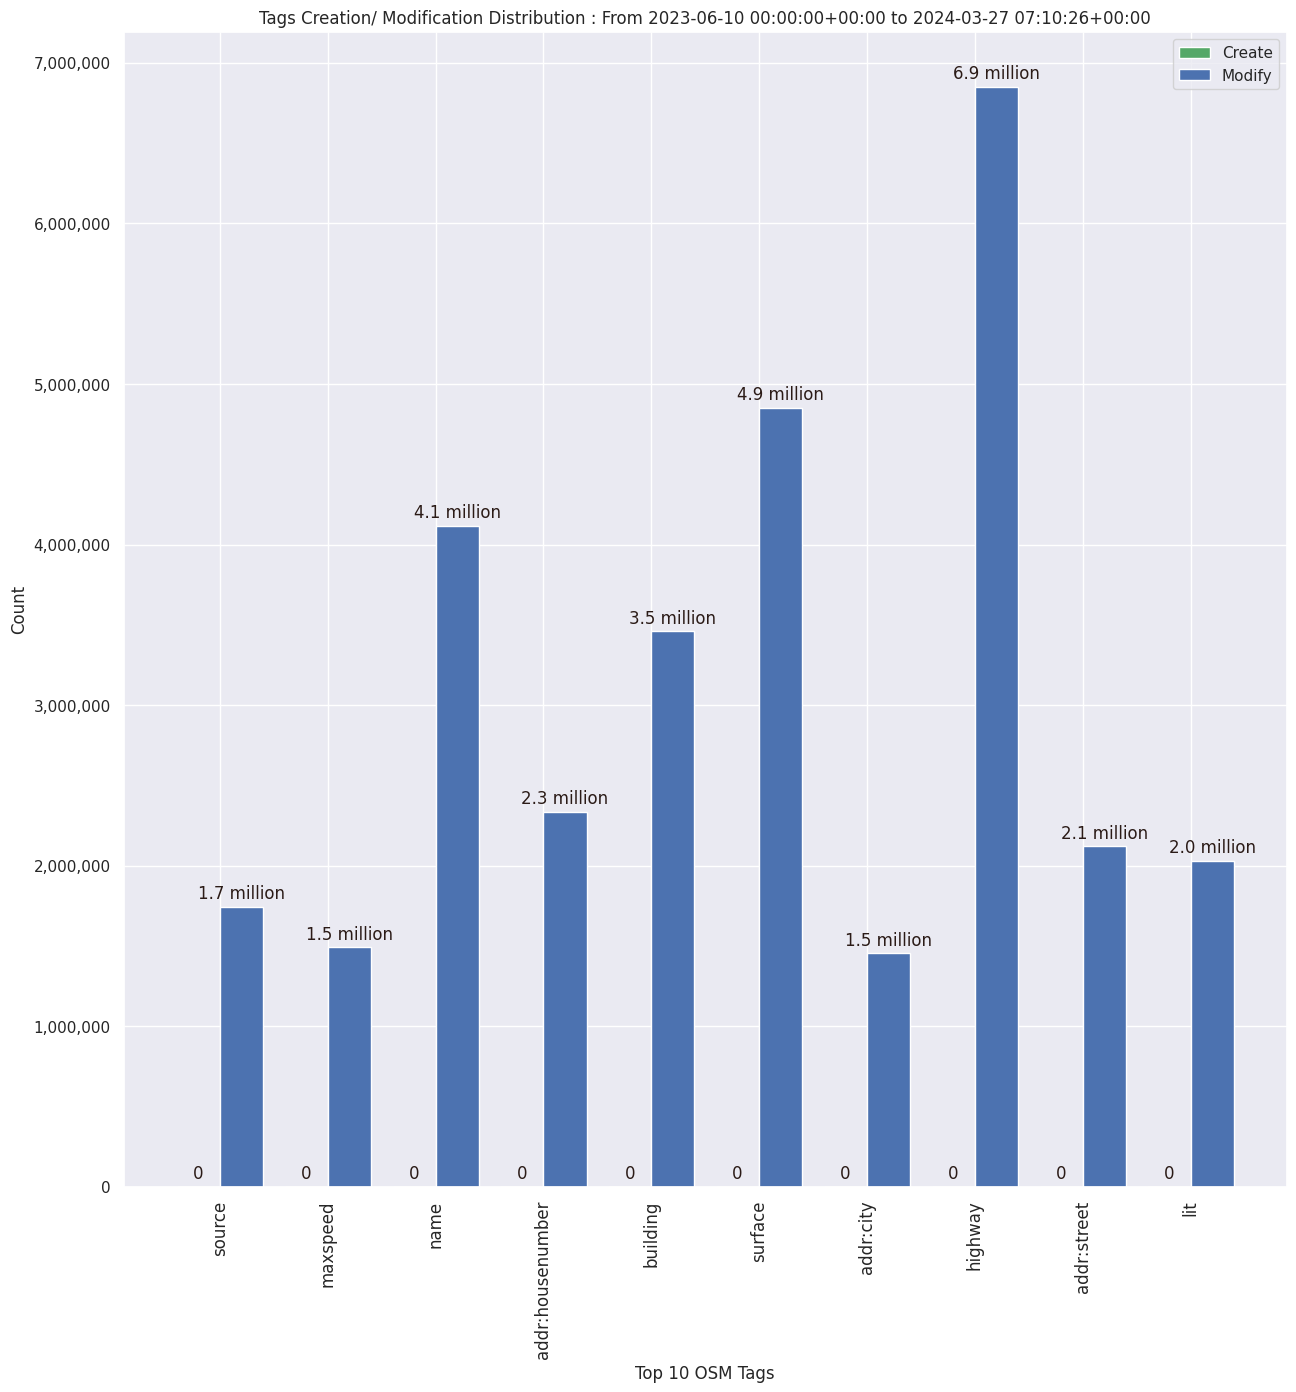 Tags Creation/ Modification Distribution : From 2023-06-10 00:00:00+00:00 to 2024-03-27 07:10:26+00:00
Create
Modify
Count
7,000,000
6,000,000
5,000,000
4,000,000
3,000,000
2,000,000
1,000,000
0
0
1.7 million
0
1.5 million
0
4.1 million
0
2.3 million
0
3.5 million
0
4.9 million
0
1.5 million
0
6.9 million
0
2.1 million
0
2.0 million
source
maxspeed
name
addr:housenumber
building
surface
addr:city
highway
addr:street
lit
Top 10 OSM Tags